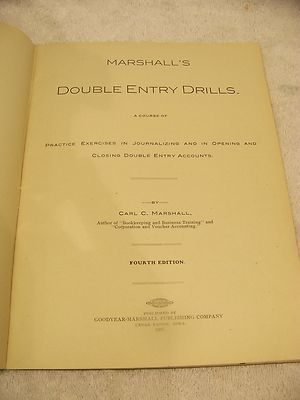 MARSHALL'S
DOUBLE ENTRY DRILLS.
A COURSE OF
PRACTICE EXERCISES IN JOURNALIZING AND IN OPENING AND
CLOSING DOUBLE ENTRY ACCOUNTS.
BY
CARL C. MARSHALL,
Author of "Bookkeeping and Business Training" and
"Corporation and Voucher Accounting."
FOURTH EDITION.
PUBLISHED BY
GOODYEAR-MARSHALL PUBLISHING COMPANY
CEDAR RAPIDS, IOWA.